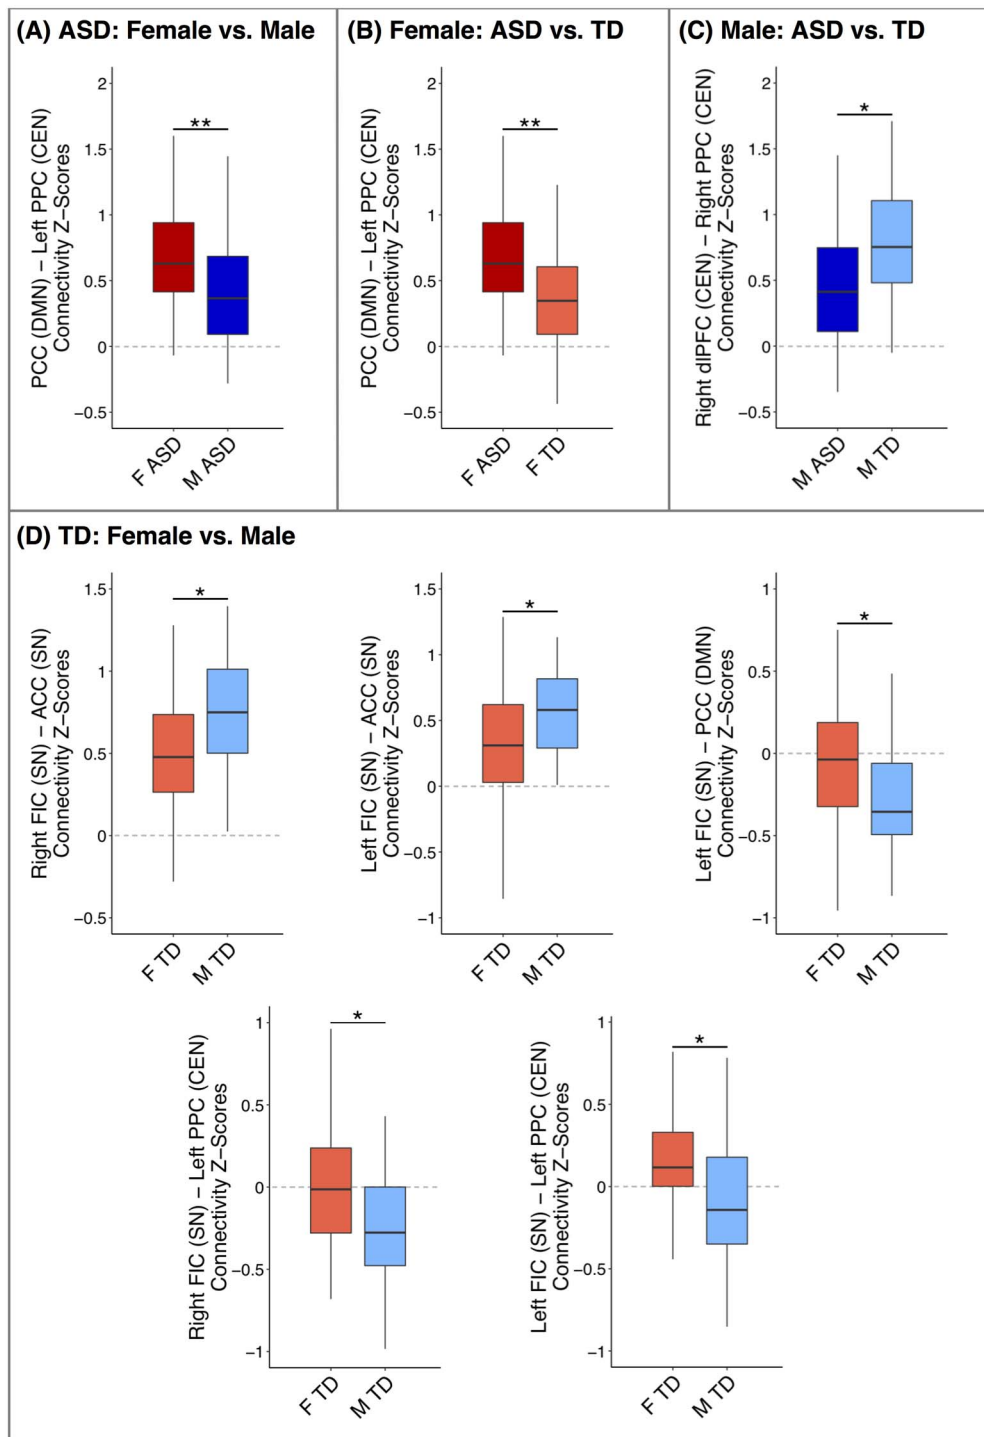 (A) ASD: Female vs. Male
PCC (DMN) – Left PPC (CEN)
Connectivity Z–Scores
2
1.5
1
0.5
0
−0.5
**
F ASD
M ASD
(B) Female: ASD vs. TD
PCC (DMN) – Left PPC (CEN)
Connectivity Z–Scores
2
1.5
1
0.5
0
−0.5
**
F ASD
F TD
(C) Male: ASD vs. TD
Right dlPFC (CEN) – Right PPC (CEN)
Connectivity Z–Scores
2
1.5
1
0.5
0
−0.5
*
M ASD
M TD
(D) TD: Female vs. Male
Right FIC (SN) – ACC (SN)
Connectivity Z–Scores
1.5
1
0.5
0
−0.5
*
F TD
M TD
Left FIC (SN) – ACC (SN)
Connectivity Z–Scores
1.5
1
0.5
0
−0.5
−1
*
F TD
M TD
Left FIC (SN) – PCC (DMN)
Connectivity Z–Scores
1
0.5
0
−0.5
−1
*
F TD
M TD
Right FIC (SN) – Left PPC (CEN)
Connectivity Z–Scores
1
0.5
0
−0.5
−1
*
F TD
M TD
Left FIC (SN) – Left PPC (CEN)
Connectivity Z–Scores
1
0.5
0
−0.5
−1
*
F TD
M TD